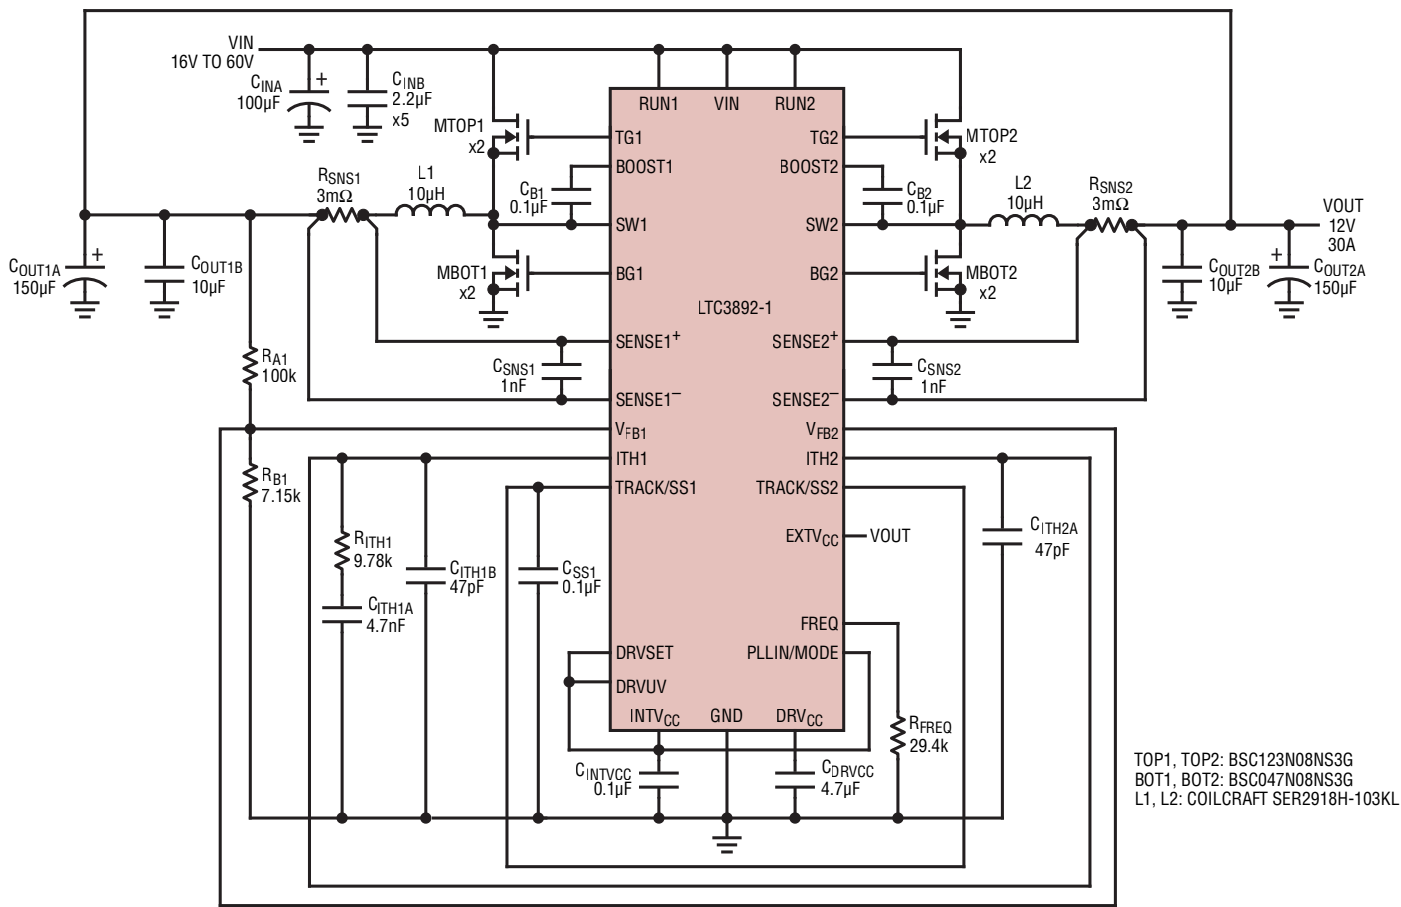 VIN
16V TO 60V
CINA
100µF
+
CINB
2.2µF
x5
MTOP1
x2
RUN1
VIN
RUN2
TG1
TG2
MTOP2
x2
BOOST1
BOOST2
RSNS1
3mΩ
L1
10µH
CB1
0.1µF
CB2
0.1µF
L2
10µH
RSNS2
3mΩ
SW1
SW2
VOUT
12V
30A
COUT1A
150µF
+
COUT1B
10µF
MBOT1
x2
BG1
BG2
MBOT2
x2
COUT2B
10µF
+
COUT2A
150µF
LTC3892-1
SENSE1+
SENSE2+
RA1
100k
CSNS1
1nF
CSNS2
1nF
SENSE1–
SENSE2–
VFB1
VFB2
ITH1
ITH2
RB1
7.15k
TRACK/SS1
TRACK/SS2
RITH1
9.78k
EXTVCC
VOUT
CITH2A
47pF
CITH1B
47pF
CSS1
0.1µF
CITH1A
4.7nF
FREQ
DRVSET
PLLIN/MODE
DRVUV
INTVCC
GND
DRVCC
RFREQ
29.4k
CINTVCC
0.1µF
CDRVCC
4.7µF
TOP1, TOP2: BSC123N08NS3G
BOT1, BOT2: BSC047N08NS3G
L1, L2: COILCRAFT SER2918H-103KL